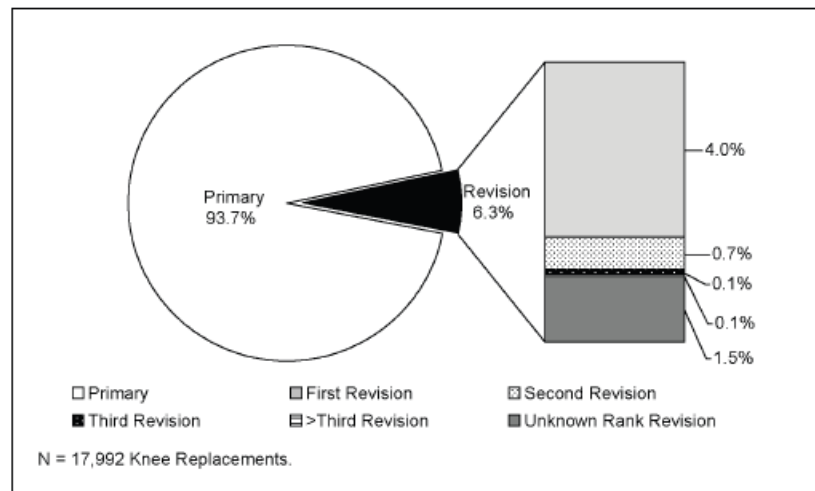 Primary
93.7%
Revision
6.3%
4.0%
0.7%
0.1%
0.1%
1.5%
Primary First Revision Second Revision
Third Revision >Third Revision Unknown Rank Revision
N = 17,992 Knee Replacements.